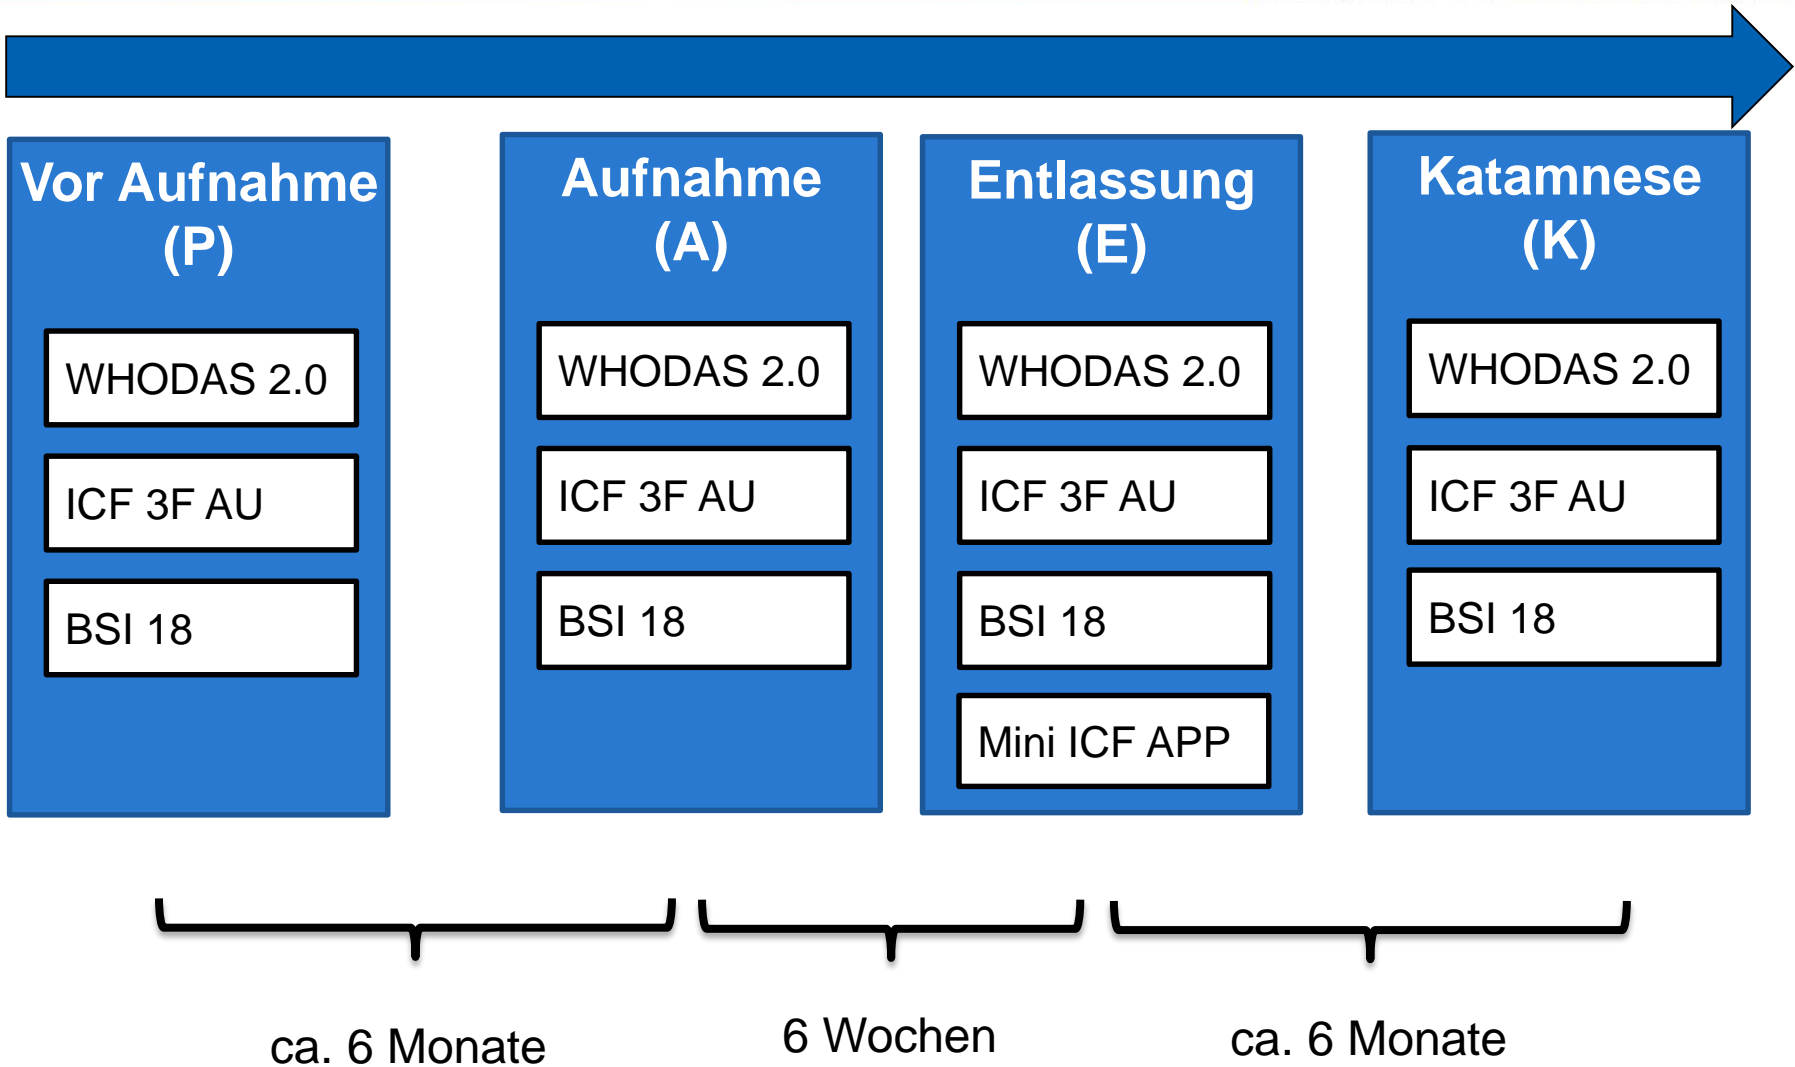 Vor Aufnahme
(P)
WHODAS 2.0
ICF 3F AU
BSI 18
Aufnahme
(A)
WHODAS 2.0
ICF 3F AU
BSI 18
Entlassung
(E)
WHODAS 2.0
ICF 3F AU
BSI 18
Mini ICF APP
Katamnese
(K)
WHODAS 2.0
ICF 3F AU
BSI 18
ca. 6 Monate
6 Wochen
ca. 6 Monate